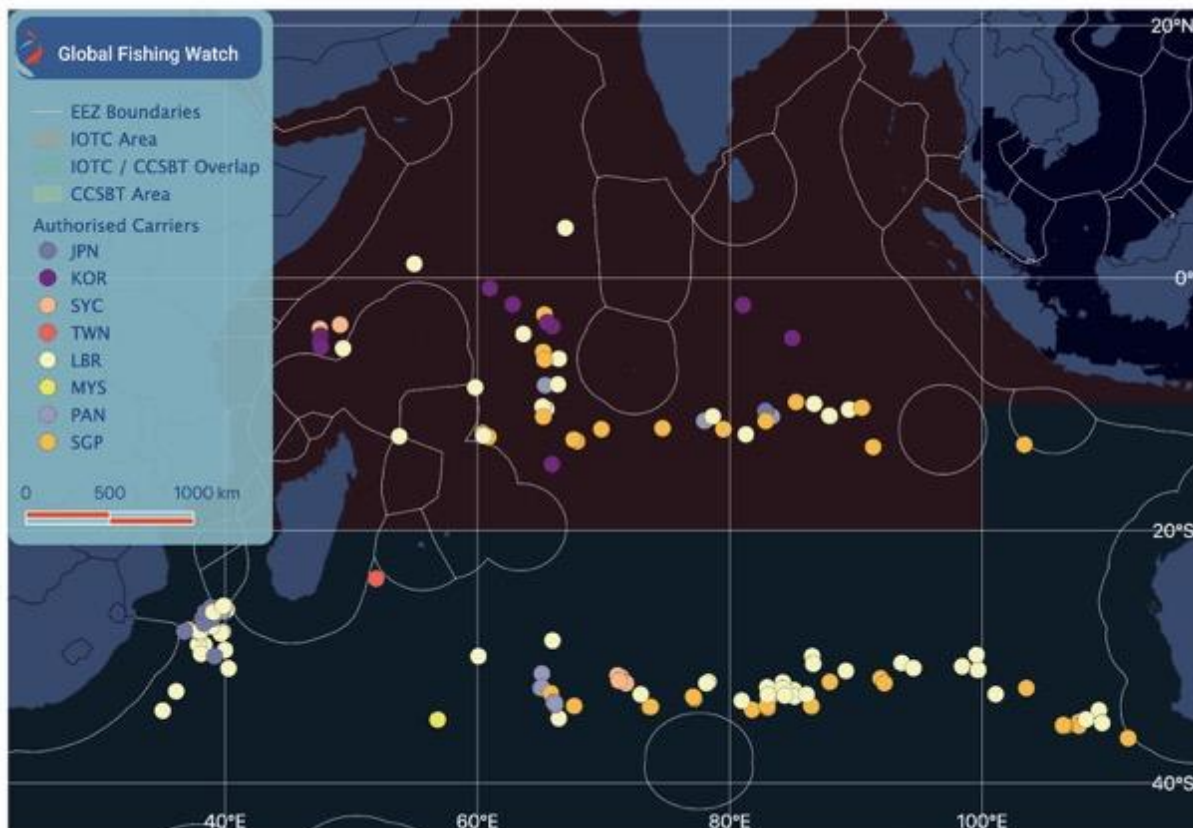 Global Fishing Watch
EEZ Boundaries
IOTC Area
IOTC / CCSBT Overlap
CCSBT Area
Authorised Carriers
JPN
KOR
SYC
TWN
LBR
MYS
PAN
SGP
0 500 1000 km
20°N
0°
20°S
40°S
40°E 60°E 80°E 100°E